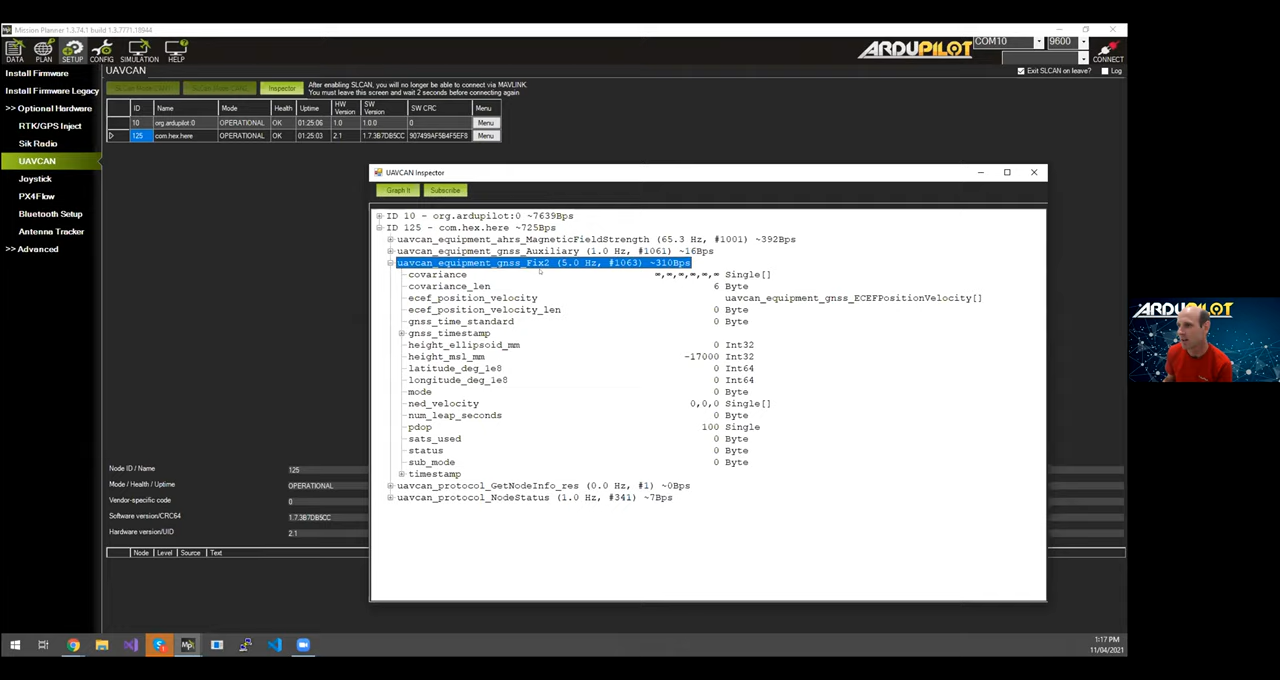 Mission Planner 1.3.74.1 build 1.3.7771.18944
DATA PLAN SETUP CONFIG SIMULATION HELP
ARDUPILOT
COM10 9600
CONNECT
Install Firmware
Install Firmware Legacy
>> Optional Hardware
RTK/GPS Inject
Sik Radio
UAVCAN
Joystick
PX4Flow
Bluetooth Setup
Antenna Tracker
>> Advanced
UAVCAN
Exit SLCAN on leave? Log
Inspector
After enabling SLCAN, you will no longer be able to connect via MAVLINK.
You must leave this screen and wait 2 seconds before connecting again
ID Name Mode Health Uptime HW Version SW Version SW CRC Menu
10 org.ardupilot:0 OPERATIONAL OK 01:25:06 1.0 1.0.0 0 Menu
125 com.hex.here OPERATIONAL OK 01:25:03 2.1 1.7.3B7DB5CC 907499AF5B4F5EF8 Menu
UAVCAN Inspector
Graph It Subscribe
ID 10 - org.ardupilot:0 ~7639Bps
ID 125 - com.hex.here ~725Bps
uavcan_equipment_ahrs_MagneticFieldStrength (65.3 Hz, #1001) ~392Bps
uavcan_equipment_gnss_Auxiliary (1.0 Hz, #1061) ~16Bps
uavcan_equipment_gnss_Fix2 (5.0 Hz, #1063) ~310Bps
covariance ∞,∞,∞,∞,∞,∞ Single[]
covariance_len 6 Byte
ecef_position_velocity uavcan_equipment_gnss_ECEFPositionVelocity[]
ecef_position_velocity_len 0 Byte
gnss_time_standard 0 Byte
gnss_timestamp
height_ellipsoid_mm 0 Int32
height_msl_mm -17000 Int32
latitude_deg_1e8 0 Int64
longitude_deg_1e8 0 Int64
mode 0 Byte
ned_velocity 0,0,0 Single[]
num_leap_seconds 0 Byte
pdop 100 Single
sats_used 0 Byte
status 0 Byte
sub_mode 0 Byte
timestamp
uavcan_protocol_GetNodeInfo_res (0.0 Hz, #1) ~0Bps
uavcan_protocol_NodeStatus (1.0 Hz, #341) ~7Bps
Node ID / Name 125
Mode / Health / Uptime OPERATIONAL
Vendor-specific code 0
Software version/CRC64 1.7.3B7DB5CC
Hardware version/UID 2.1
Node Level Source Text
ARDUPILOT
1:17 PM
11/04/2021